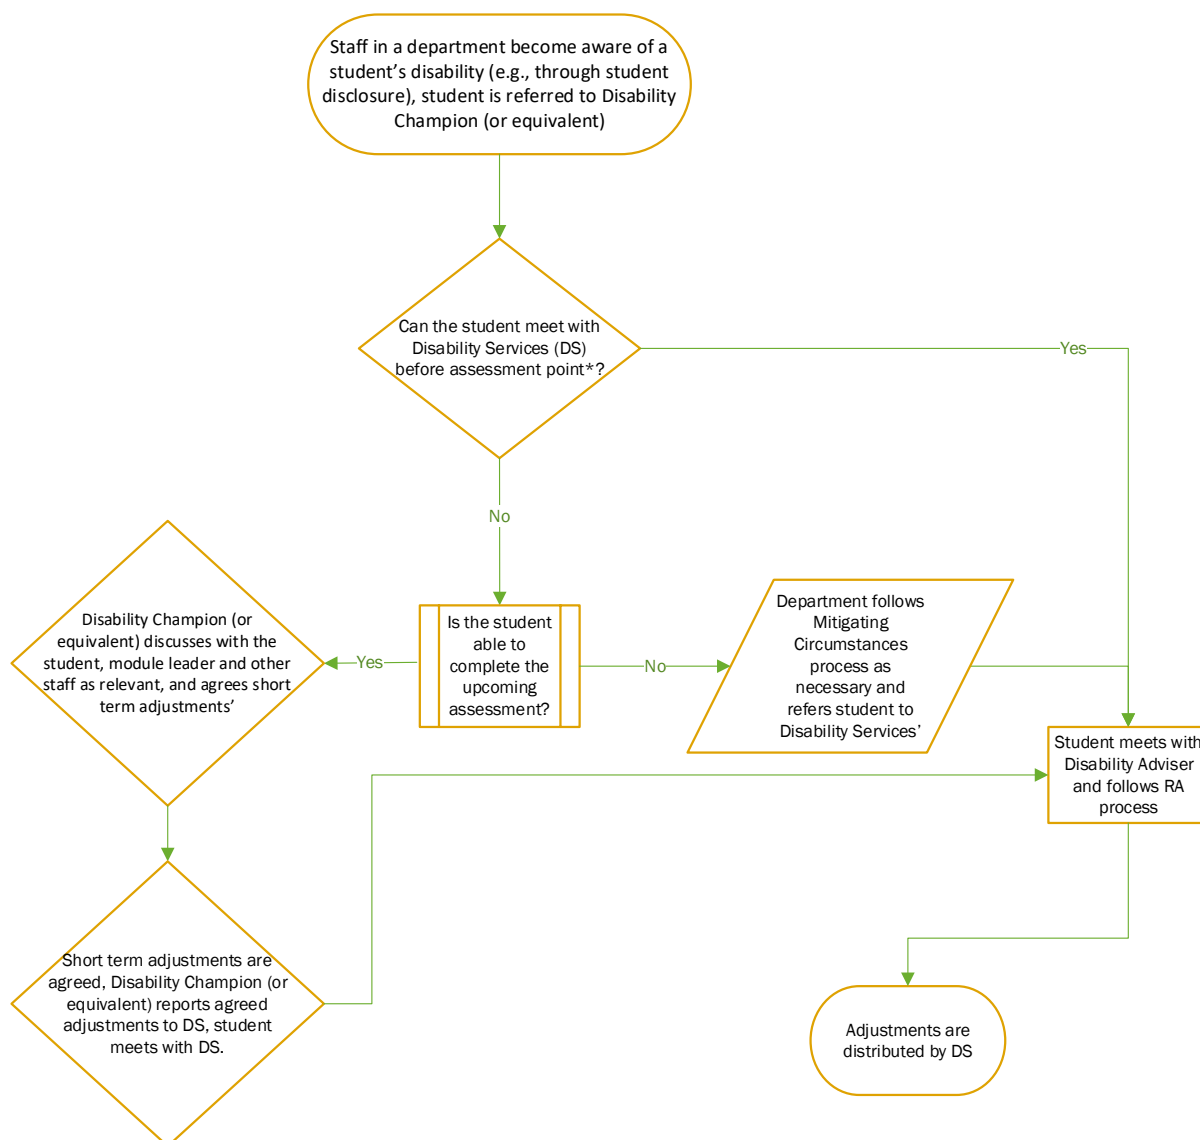 Staff in a department become aware of a
student’s disability (e.g., through student
disclosure), student is referred to Disability
Champion (or equivalent)
Can the student meet with
Disability Services (DS)
before assessment point*?
Yes
No
Disability Champion (or
equivalent) discusses with the
student, module leader and other
staff as relevant, and agrees short
term adjustments’
Yes
Is the student
able to
complete the
upcoming
assessment?
No
Department follows
Mitigating
Circumstances
process as
necessary and
refers student to
Disability Services’
Student meets with
Disability Adviser
and follows RA
process
Short term adjustments are
agreed, Disability Champion (or
equivalent) reports agreed
adjustments to DS, student
meets with DS.
Adjustments are
distributed by DS